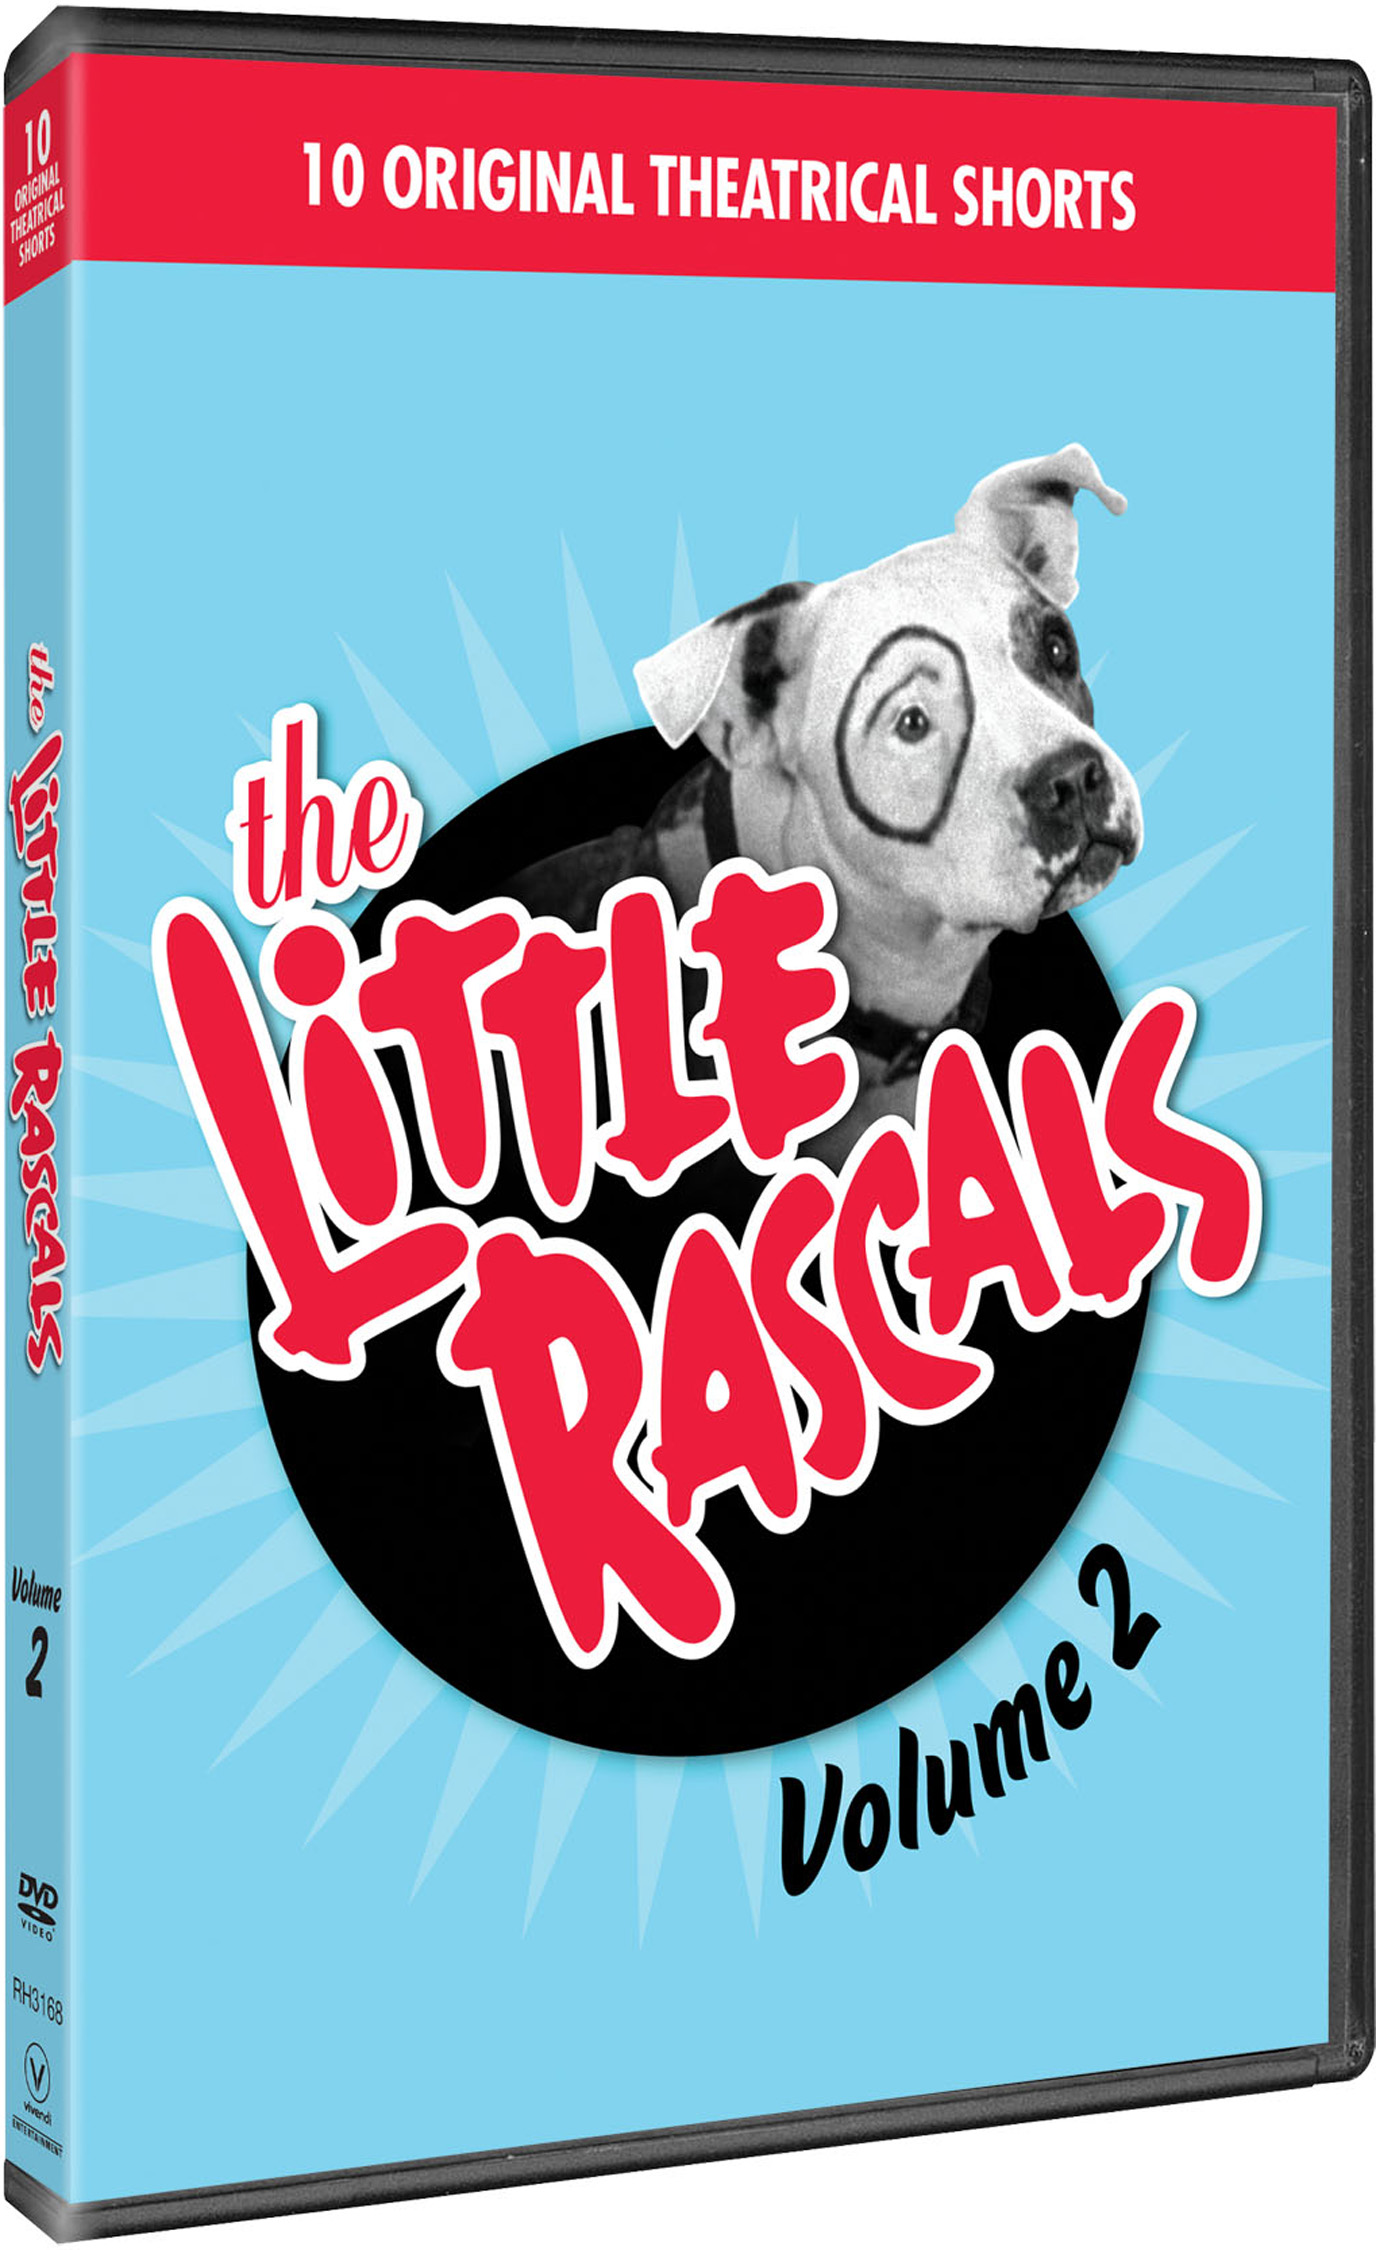 10 ORIGINAL THEATRICAL SHORTS
the
LiTTLE
RASCALS
Volume 2
10
ORIGINAL
THEATRICAL
SHORTS
the LiTTLE RASCALS
Volume
2
DVD
VIDEO
RH3168
V
vivendi
ENTERTAINMENT